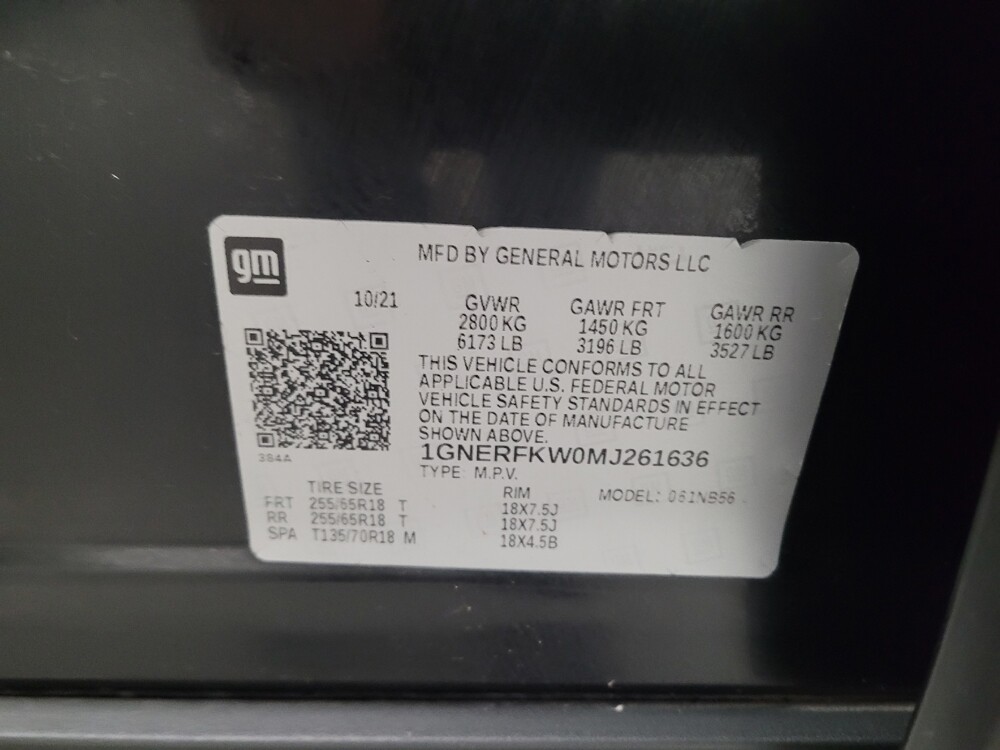 gm
MFD BY GENERAL MOTORS LLC
10/21
GVWR GAWR FRT GAWR RR
2800 KG 1450 KG 1600 KG
6173 LB 3196 LB 3527 LB
THIS VEHICLE CONFORMS TO ALL
APPLICABLE U.S. FEDERAL MOTOR
VEHICLE SAFETY STANDARDS IN EFFECT
ON THE DATE OF MANUFACTURE
SHOWN ABOVE.
1GNERFKW0MJ261636
TYPE: M.P.V.
TIRE SIZE RIM MODEL:
FRT 255/65R18 T 18X7.5J
RR 255/65R18 T 18X7.5J
SPA T135/70R18 M 18X4.5B